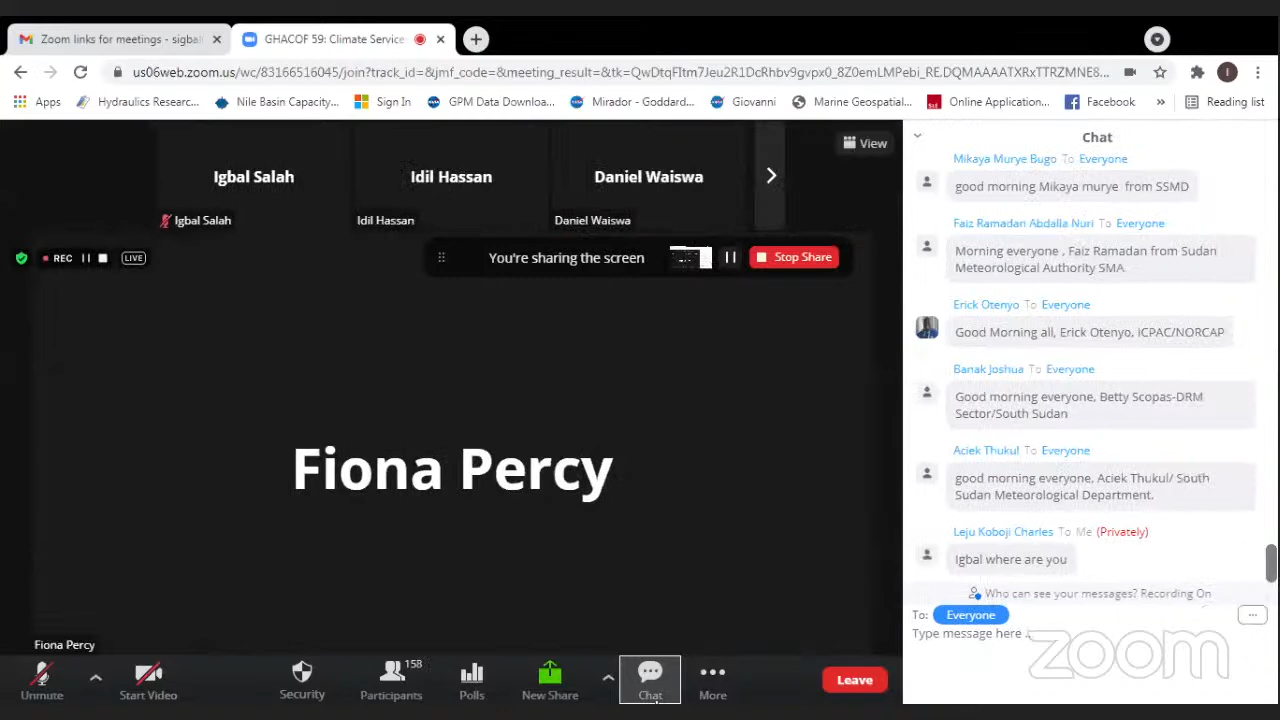 Zoom links for meetings - sigbal
GHACOF 59: Climate Service
us06web.zoom.us/wc/83166516045/join?track_id=&jmf_code=&meeting_result=&tk=
I
Apps
Hydraulics Researc...
Nile Basin Capacity...
Sign In
GPM Data Downloa...
Mirador - Goddard...
Giovanni
Marine Geospatial...
Online Application...
Facebook
»
Reading list
View
Igbal Salah
Idil Hassan
Daniel Waiswa
Igbal Salah
Idil Hassan
Daniel Waiswa
REC
LIVE
You're sharing the screen
Stop Share
Fiona Percy
Fiona Percy
Unmute
Start Video
Security
158
Participants
Polls
New Share
Chat
More
Leave
Chat
Mikaya Murye Bugo To Everyone
good morning Mikaya murye from SSMD
Faiz Ramadan Abdalla Nuri To Everyone
Morning everyone , Faiz Ramadan from Sudan
Meteorological Authority SMA
Erick Otenyo To Everyone
Good Morning all, Erick Otenyo, ICPAC/NORCAP
Banak Joshua To Everyone
Good morning everyone, Betty Scopas-DRM
Sector/South Sudan
Aciek Thukul To Everyone
good morning everyone, Aciek Thukul/ South
Sudan Meteorological Department.
Leju Koboji Charles To Me (Privately)
Igbal where are you
Who can see your messages? Recording On
To: Everyone
Type message here ...
zoom